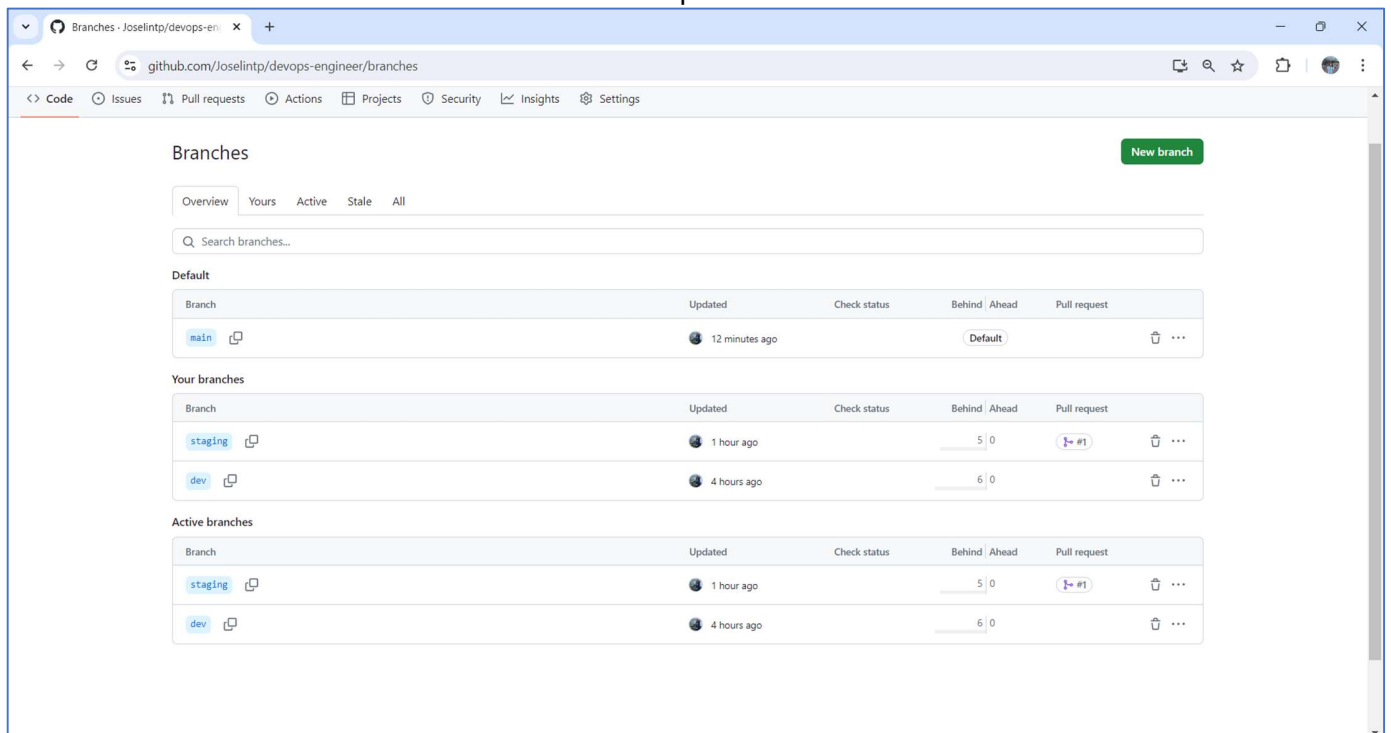 Branches · Joselintp/devops-en
github.com/Joselintp/devops-engineer/branches
<> Code Issues Pull requests Actions Projects Security Insights Settings
Branches
New branch
Overview Yours Active Stale All
Search branches...
Default
Branch Updated Check status Behind Ahead Pull request
main 12 minutes ago Default
Your branches
Branch Updated Check status Behind Ahead Pull request
staging 1 hour ago 5 0 #1
dev 4 hours ago 6 0
Active branches
Branch Updated Check status Behind Ahead Pull request
staging 1 hour ago 5 0 #1
dev 4 hours ago 6 0